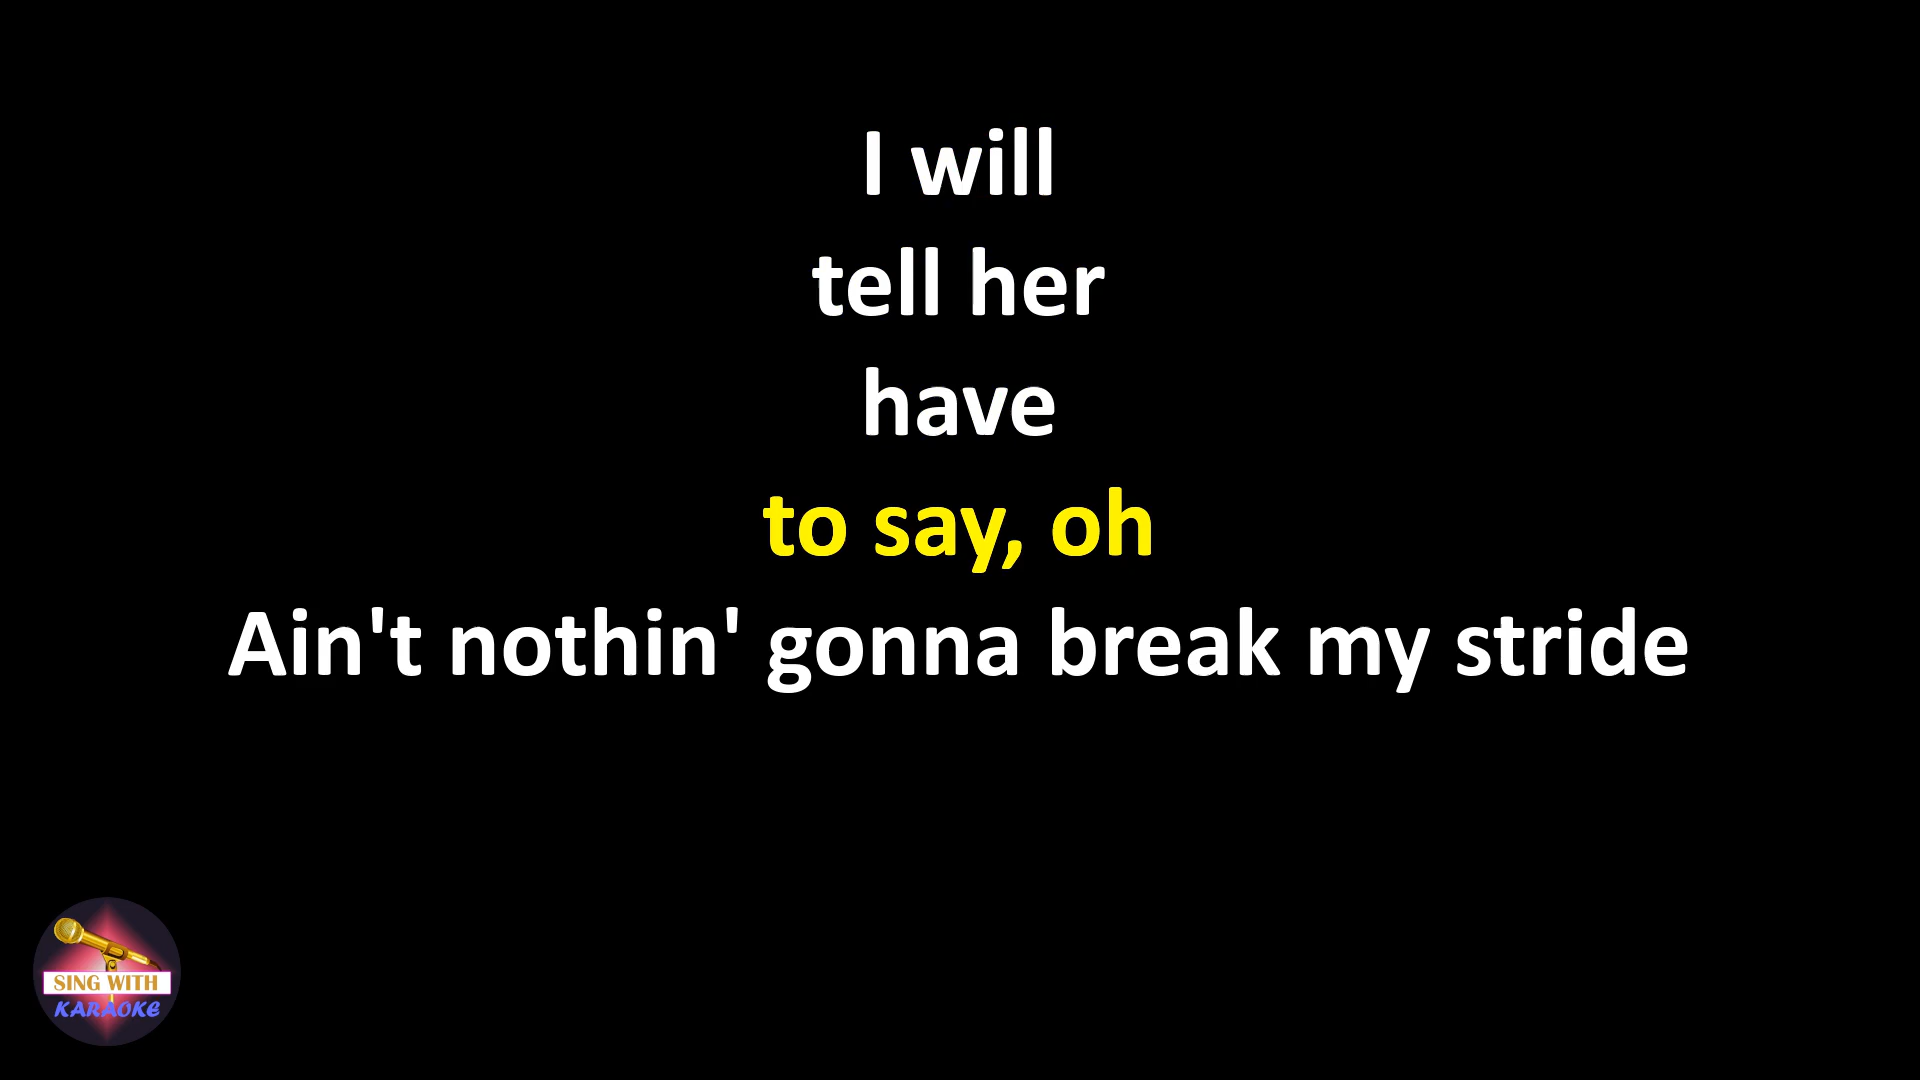 I will
tell her
have
to say, oh
Ain't nothin' gonna break my stride
SING WITH
KARAOKE